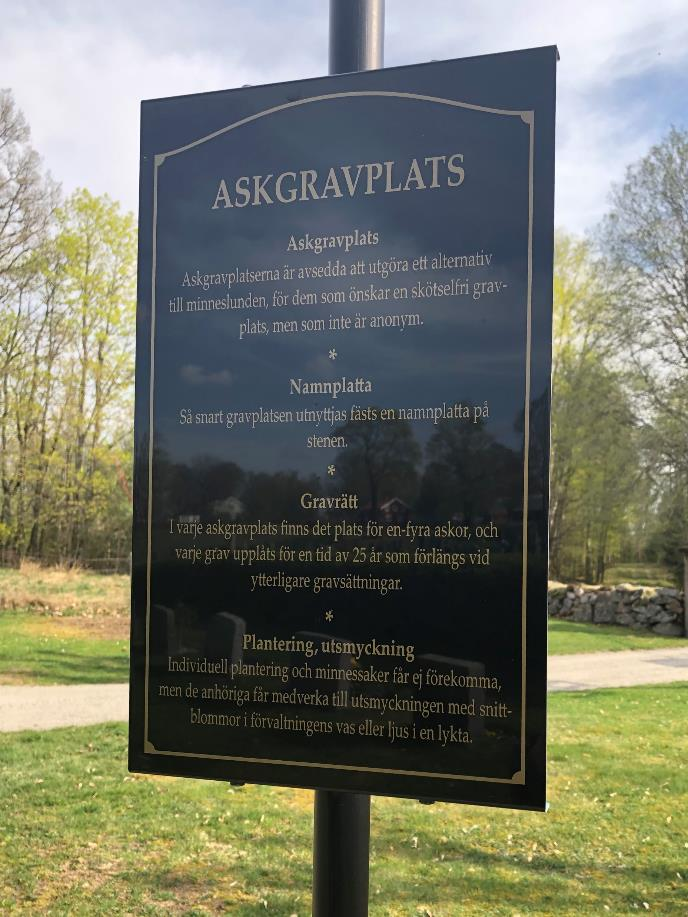 ASKGRAVPLATS
Askgravplats
Askgravplatserna är avsedda att utgöra ett alternativ
till minneslunden, för dem som önskar en skötselfri grav-
plats, men som inte är anonym.
*
Namnplatta
Så snart gravplatsen utnyttjas fästs en namnplatta på
stenen.
*
Gravrätt
I varje askgravplats finns det plats för en-fyra askor, och
varje grav upplåts för en tid av 25 år som förlängs vid
ytterligare gravsättningar.
*
Plantering, utsmyckning
Individuell plantering och minnessaker får ej förekomma,
men de anhöriga får medverka till utsmyckningen med snitt-
blommor i förvaltningens vas eller ljus i en lykta.